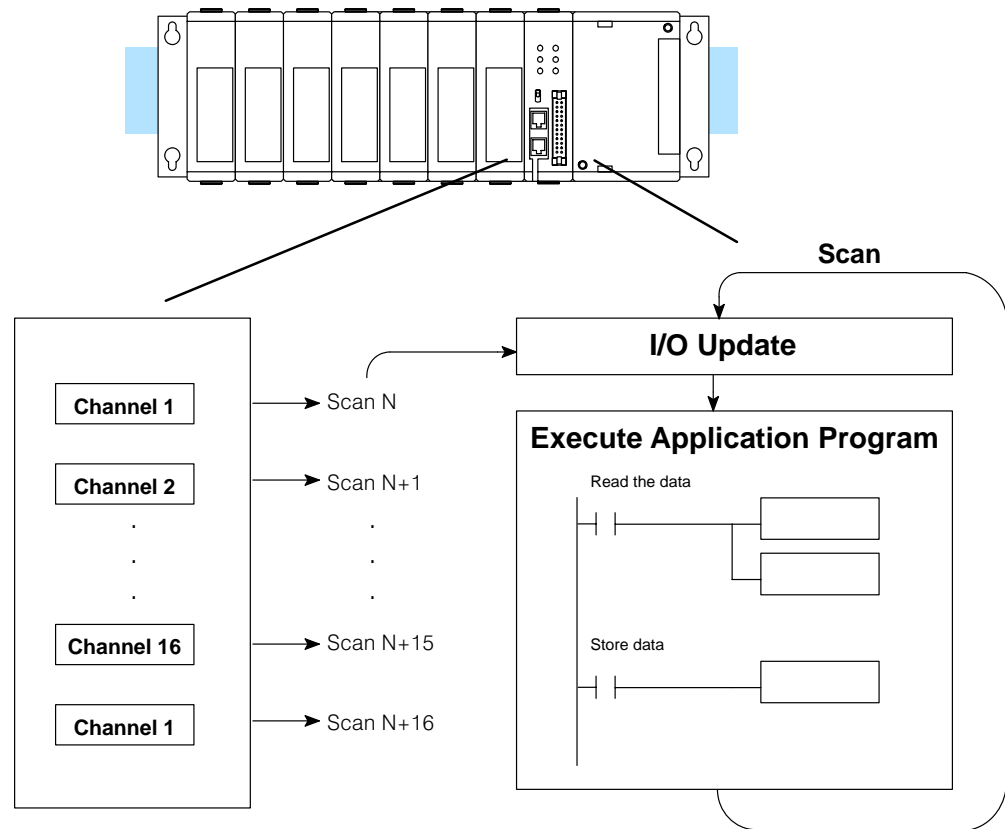 Scan
I/O Update
Channel 1
Scan N
Execute Application Program
Channel 2
Scan N+1
Read the data
.
.
.
.
.
.
Channel 16
Scan N+15
Store data
Channel 1
Scan N+16